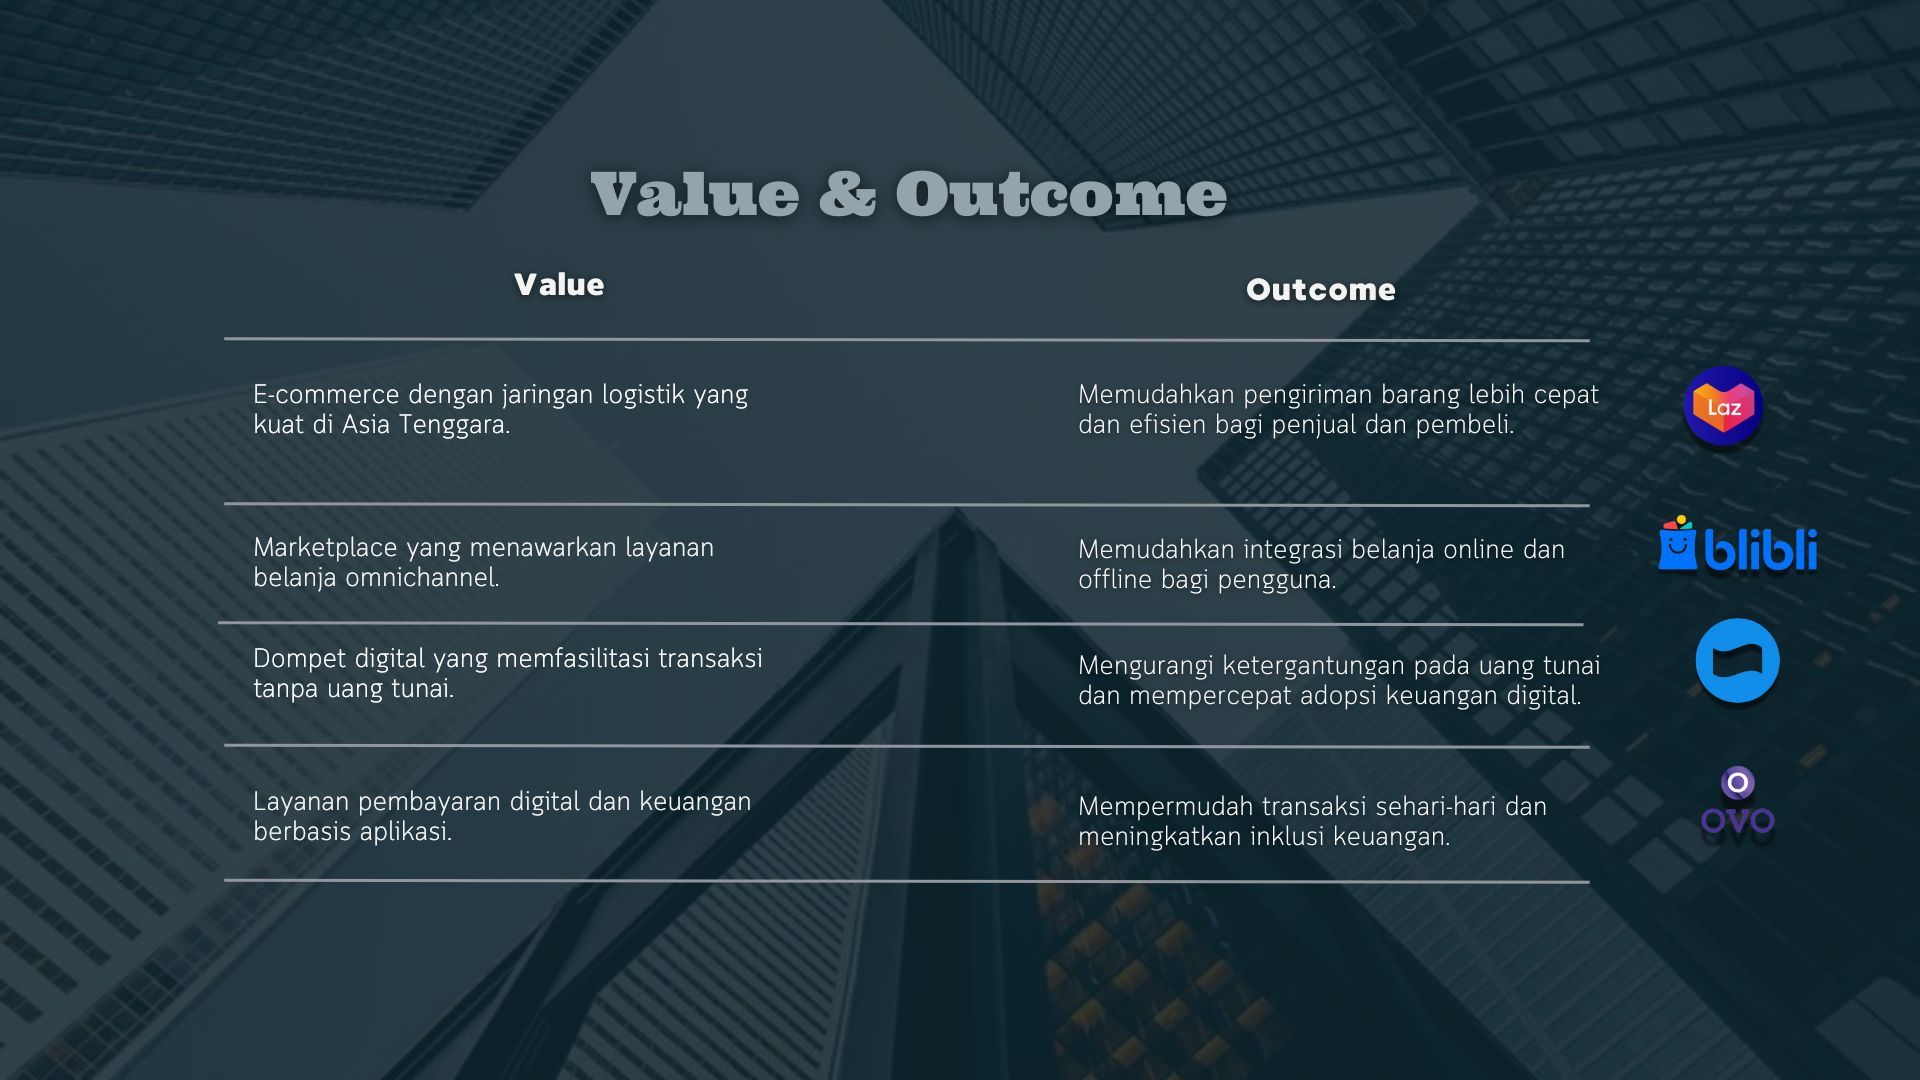 Value & Outcome
Value
Outcome
E-commerce dengan jaringan logistik yang
kuat di Asia Tenggara.
Memudahkan pengiriman barang lebih cepat
dan efisien bagi penjual dan pembeli.
Laz
Marketplace yang menawarkan layanan
belanja omnichannel.
Memudahkan integrasi belanja online dan
offline bagi pengguna.
blibli
Dompet digital yang memfasilitasi transaksi
tanpa uang tunai.
Mengurangi ketergantungan pada uang tunai
dan mempercepat adopsi keuangan digital.
Layanan pembayaran digital dan keuangan
berbasis aplikasi.
Mempermudah transaksi sehari-hari dan
meningkatkan inklusi keuangan.
OVO